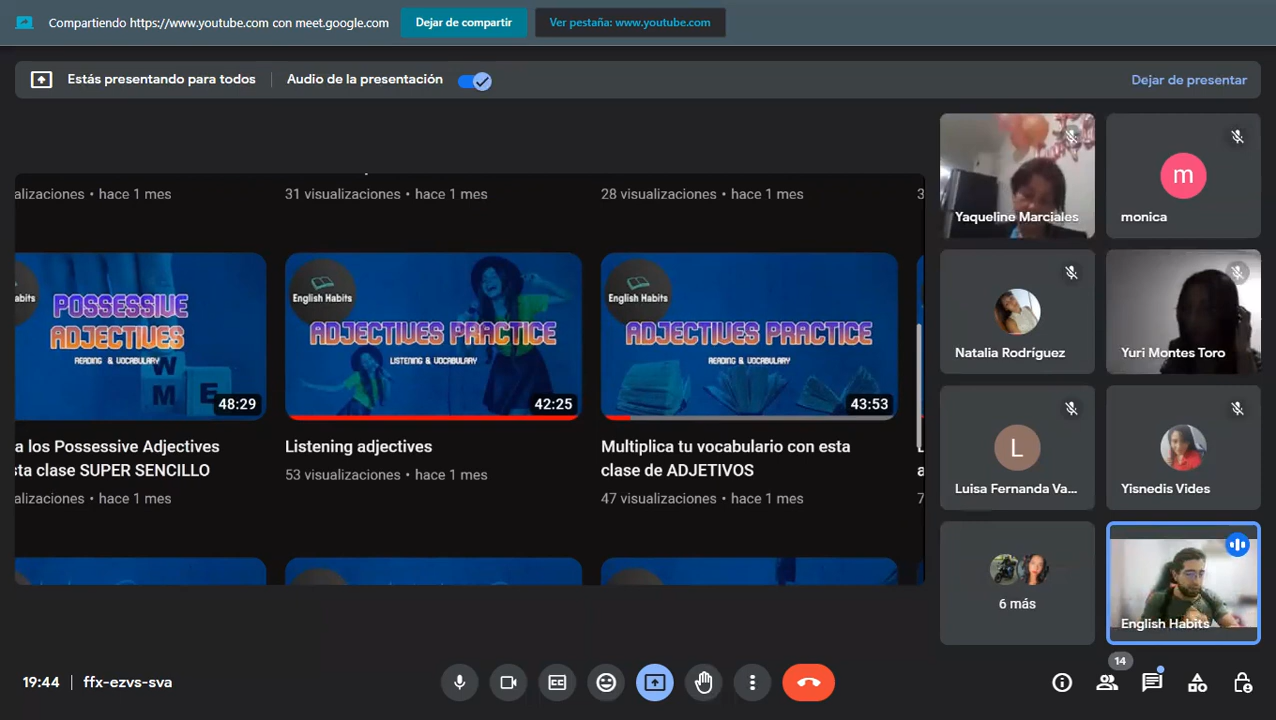 Compartiendo https://www.youtube.com con meet.google.com
Dejar de compartir
Ver pestaña: www.youtube.com
Estás presentando para todos
Audio de la presentación
Dejar de presentar
visualizaciones • hace 1 mes
31 visualizaciones • hace 1 mes
28 visualizaciones • hace 1 mes
3
abits
POSSESSIVE
ADJECTIVES
READING & VOCABULARY
W
M
E
48:29
English Habits
ADJECTIVES PRACTICE
LISTENING & VOCABULARY
42:25
English Habits
ADJECTIVES PRACTICE
READING & VOCABULARY
43:53
a los Possessive Adjectives
sta clase SUPER SENCILLO
visualizaciones • hace 1 mes
Listening adjectives
53 visualizaciones • hace 1 mes
Multiplica tu vocabulario con esta
clase de ADJETIVOS
47 visualizaciones • hace 1 mes
a
7
Yaqueline Marciales
m
monica
Natalia Rodríguez
Yuri Montes Toro
L
Luisa Fernanda Va...
Yisnedis Vides
6 más
English Habits
19:44 | ffx-ezvs-sva
14